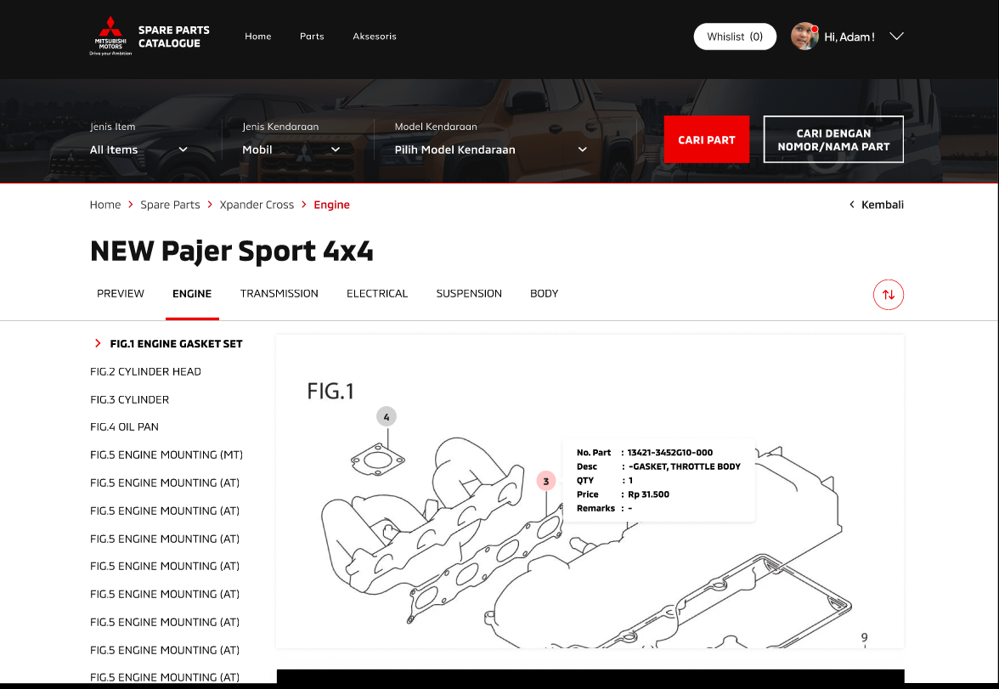 SPARE PARTS
CATALOGUE
MITSUBISHI
MOTORS
Drive your Ambition
Home
Parts
Aksesoris
Whislist (0)
Hi, Adam !
Jenis Item
All Items
Jenis Kendaraan
Mobil
Model Kendaraan
Pilih Model Kendaraan
CARI PART
CARI DENGAN
NOMOR/NAMA PART
Home > Spare Parts > Xpander Cross > Engine
Kembali
NEW Pajer Sport 4x4
PREVIEW
ENGINE
TRANSMISSION
ELECTRICAL
SUSPENSION
BODY
FIG.1 ENGINE GASKET SET
FIG.2 CYLINDER HEAD
FIG.3 CYLINDER
FIG.4 OIL PAN
FIG.5 ENGINE MOUNTING (MT)
FIG.5 ENGINE MOUNTING (AT)
FIG.5 ENGINE MOUNTING (AT)
FIG.5 ENGINE MOUNTING (AT)
FIG.5 ENGINE MOUNTING (AT)
FIG.5 ENGINE MOUNTING (AT)
FIG.5 ENGINE MOUNTING (AT)
FIG.5 ENGINE MOUNTING (AT)
FIG.5 ENGINE MOUNTING (AT)
FIG.1
4
3
No. Part : 13421-3452G10-000
Desc : -GASKET, THROTTLE BODY
QTY : 1
Price : Rp 31.500
Remarks : -
9